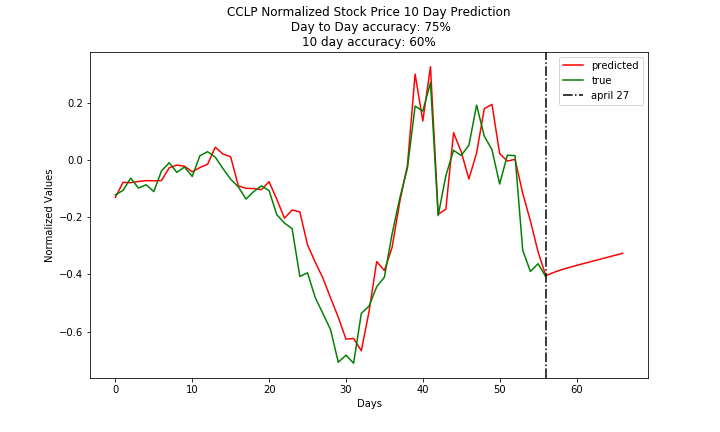 CCLP Normalized Stock Price 10 Day Prediction
Day to Day accuracy: 75%
10 day accuracy: 60%
predicted
true
april 27
Normalized Values
0.2
0.0
−0.2
−0.4
−0.6
0 10 20 30 40 50 60
Days